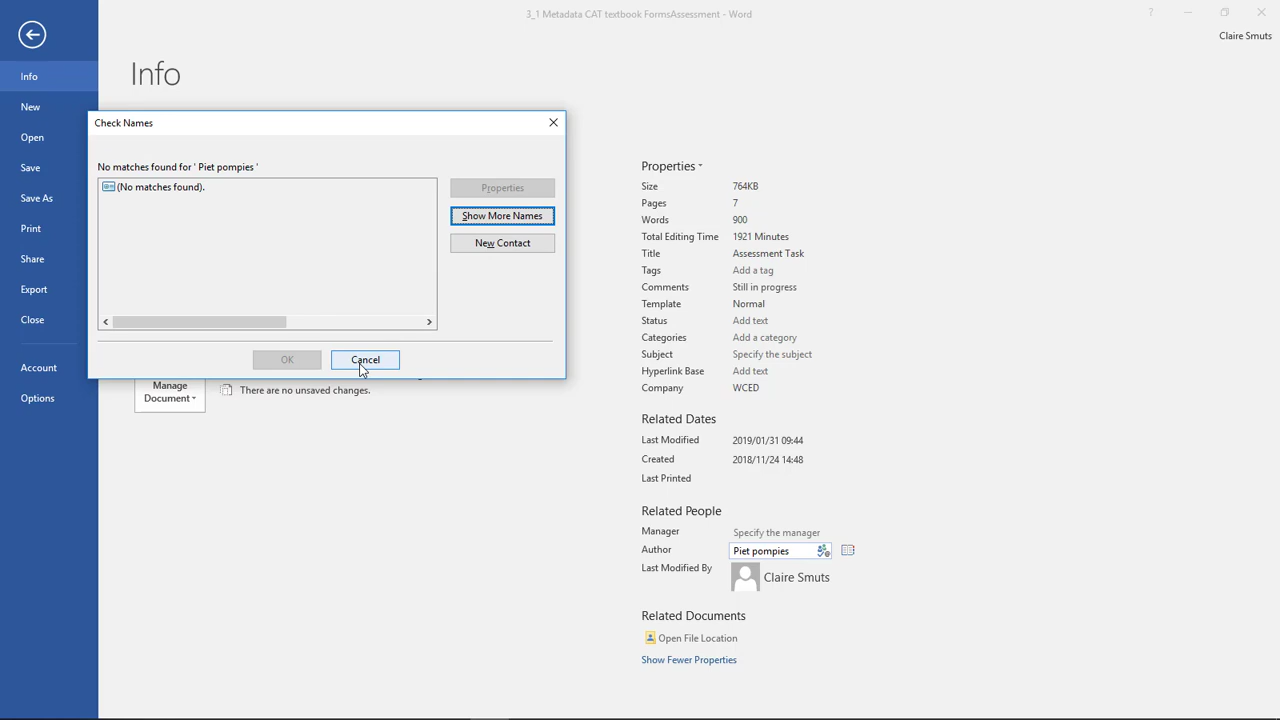 3_1 Metadata CAT textbook FormsAssessment - Word
?
Claire Smuts
Info
Info
New
Open
Save
Save As
Print
Share
Export
Close
Account
Options
Check Names
No matches found for ' Piet pompies '
(No matches found).
Properties
Show More Names
New Contact
OK
Cancel
Manage
Document
There are no unsaved changes.
Properties
Size 764KB
Pages 7
Words 900
Total Editing Time 1921 Minutes
Title Assessment Task
Tags Add a tag
Comments Still in progress
Template Normal
Status Add text
Categories Add a category
Subject Specify the subject
Hyperlink Base Add text
Company WCED
Related Dates
Last Modified 2019/01/31 09:44
Created 2018/11/24 14:48
Last Printed
Related People
Manager Specify the manager
Author Piet pompies
Last Modified By Claire Smuts
Related Documents
Open File Location
Show Fewer Properties